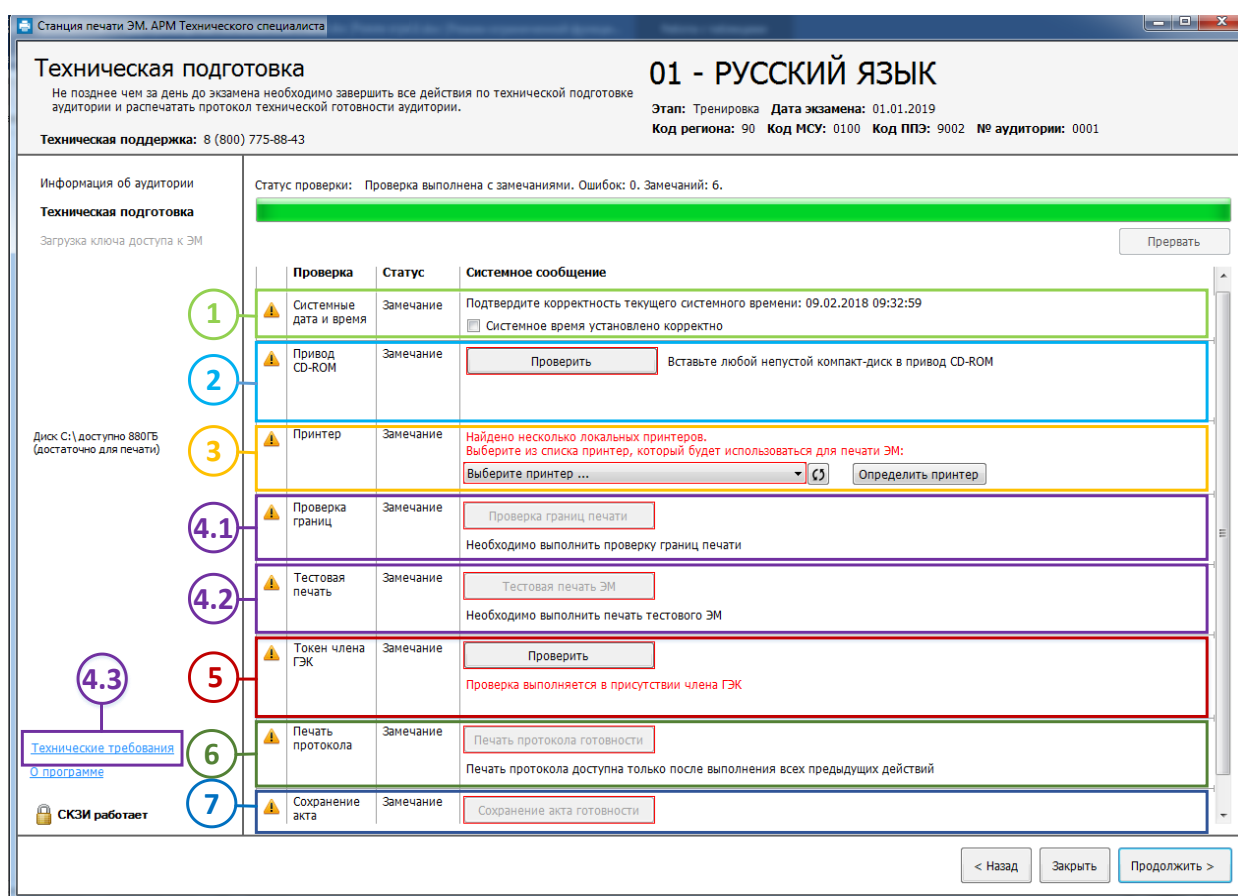 Станция печати ЭМ. АРМ Технического специалиста
Техническая подготовка
Не позднее чем за день до экзамена необходимо завершить все действия по технической подготовке
аудитории и распечатать протокол технической готовности аудитории.
Техническая поддержка: 8 (800) 775-88-43
01 - РУССКИЙ ЯЗЫК
Этап: Тренировка Дата экзамена: 01.01.2019
Код региона: 90 Код МСУ: 0100 Код ППЭ: 9002 № аудитории: 0001
Информация об аудитории
Техническая подготовка
Загрузка ключа доступа к ЭМ
Диск C:\ доступно 880ГБ
(достаточно для печати)
4.3
Технические требования
О программе
СКЗИ работает
Статус проверки: Проверка выполнена с замечаниями. Ошибок: 0. Замечаний: 6.
Прервать
Проверка Статус Системное сообщение
1
Системные
дата и время
Замечание
Подтвердите корректность текущего системного времени: 09.02.2018 09:32:59
Системное время установлено корректно
2
Привод
CD-ROM
Замечание
Проверить
Вставьте любой непустой компакт-диск в привод CD-ROM
3
Принтер
Замечание
Найдено несколько локальных принтеров.
Выберите из списка принтер, который будет использоваться для печати ЭМ:
Выберите принтер ...
Определить принтер
4.1
Проверка
границ
Замечание
Проверка границ печати
Необходимо выполнить проверку границ печати
4.2
Тестовая
печать
Замечание
Тестовая печать ЭМ
Необходимо выполнить печать тестового ЭМ
5
Токен члена
ГЭК
Замечание
Проверить
Проверка выполняется в присутствии члена ГЭК
6
Печать
протокола
Замечание
Печать протокола готовности
Печать протокола доступна только после выполнения всех предыдущих действий
7
Сохранение
акта
Замечание
Сохранение акта готовности
< Назад
Закрыть
Продолжить >